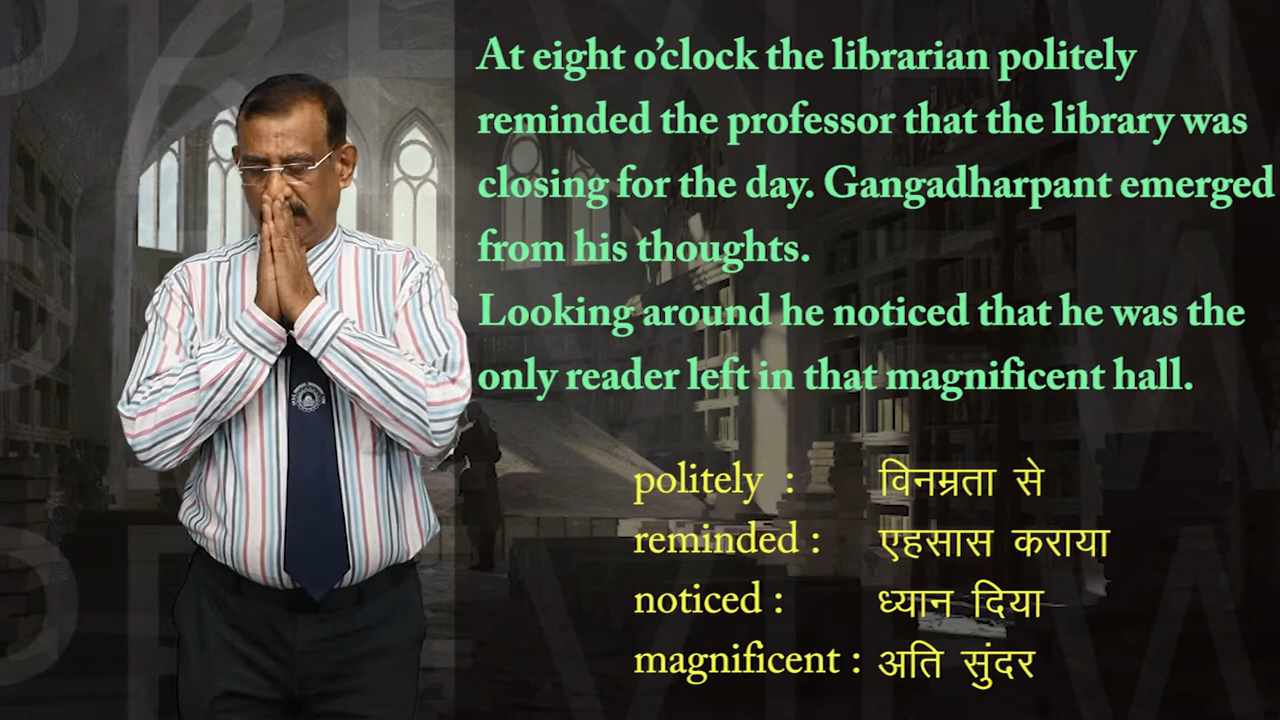 At eight o’clock the librarian politely
reminded the professor that the library was
closing for the day. Gangadharpant emerged
from his thoughts.
Looking around he noticed that he was the
only reader left in that magnificent hall.
politely : विनम्रता से
reminded : एहसास कराया
noticed : ध्यान दिया
magnificent : अति सुंदर